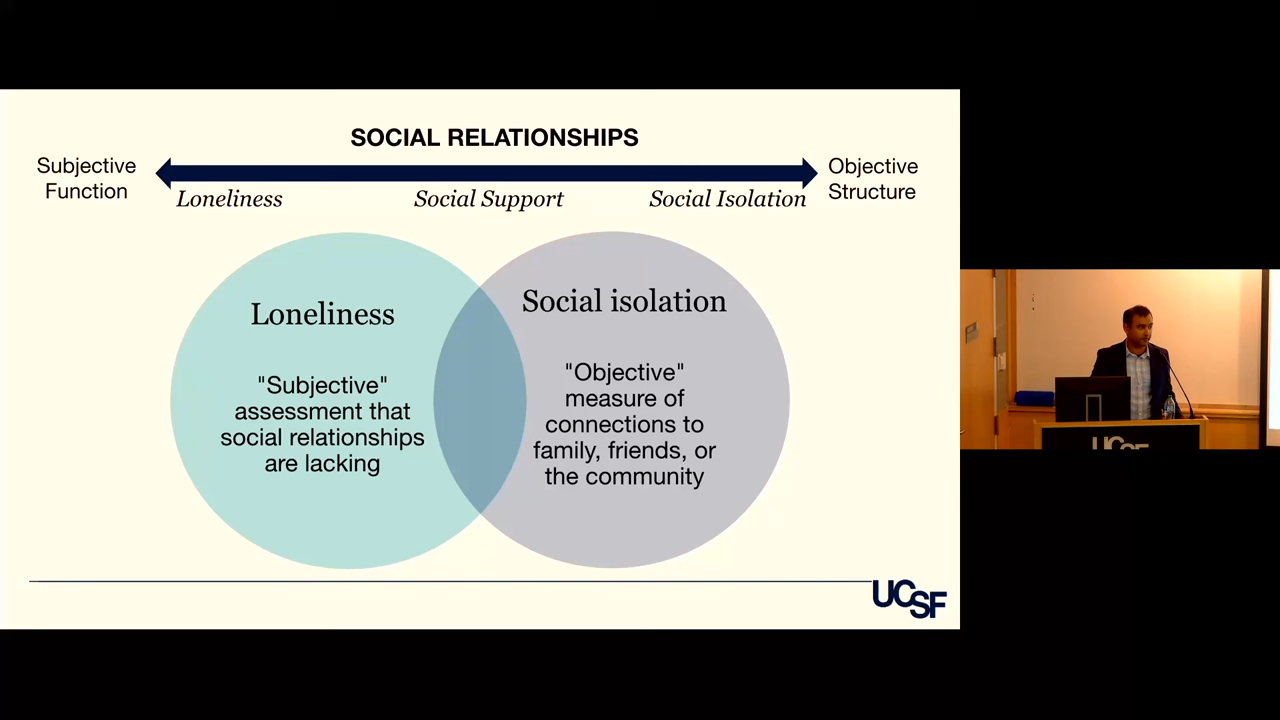 SOCIAL RELATIONSHIPS
Subjective
Function
Objective
Structure
Loneliness
Social Support
Social Isolation
Loneliness
"Subjective"
assessment that
social relationships
are lacking
Social isolation
"Objective"
measure of
connections to
family, friends, or
the community
UCSF
UCSF